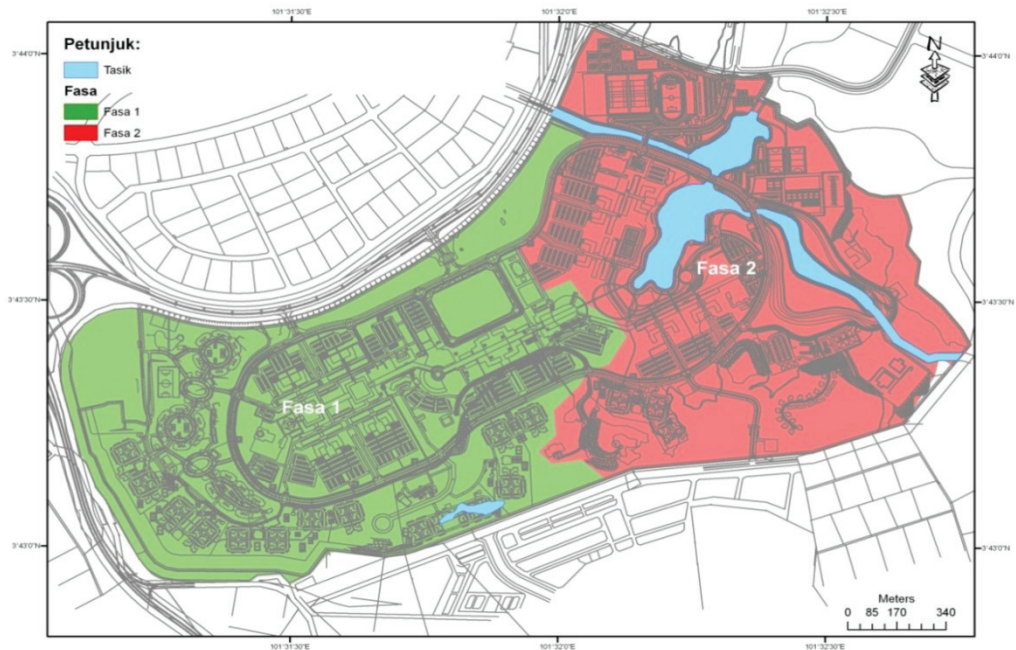 101°31'30"E 101°32'0"E 101°32'30"E
3°44'0"N
3°44'0"N
Petunjuk:
Tasik
Fasa
Fasa 1
Fasa 2
N
Fasa 2
3°43'30"N
3°43'30"N
Fasa 1
3°43'0"N
3°43'0"N
Meters
0 85 170 340
101°31'30"E 101°32'0"E 101°32'30"E